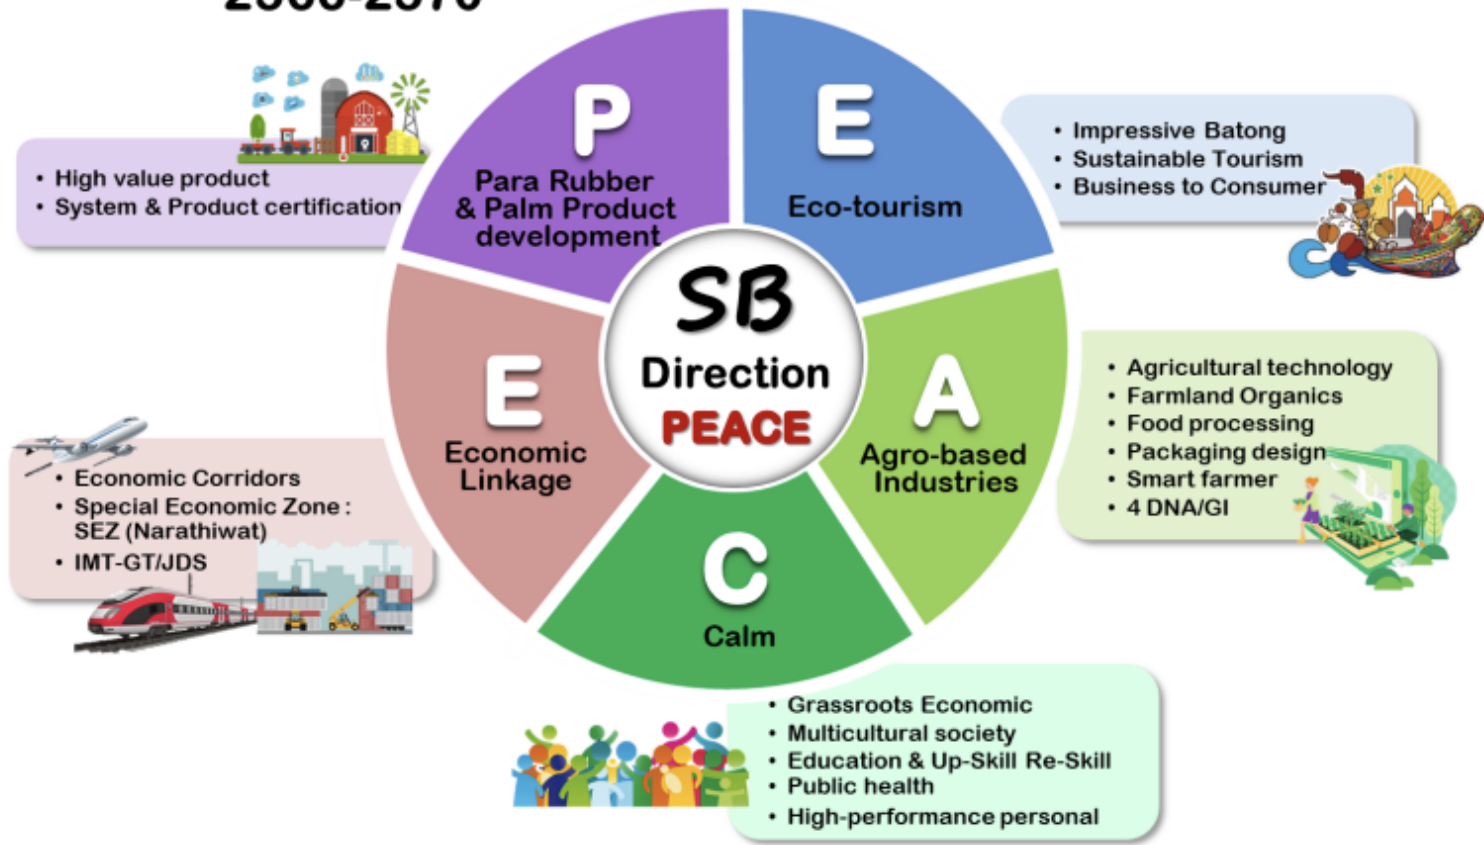 2566-2570
P
Para Rubber
& Palm Product
development
• High value product
• System & Product certification
E
Eco-tourism
• Impressive Batong
• Sustainable Tourism
• Business to Consumer
SB
Direction
PEACE
E
Economic
Linkage
• Economic Corridors
• Special Economic Zone :
SEZ (Narathiwat)
• IMT-GT/JDS
A
Agro-based
Industries
• Agricultural technology
• Farmland Organics
• Food processing
• Packaging design
• Smart farmer
• 4 DNA/GI
C
Calm
• Grassroots Economic
• Multicultural society
• Education & Up-Skill Re-Skill
• Public health
• High-performance personal